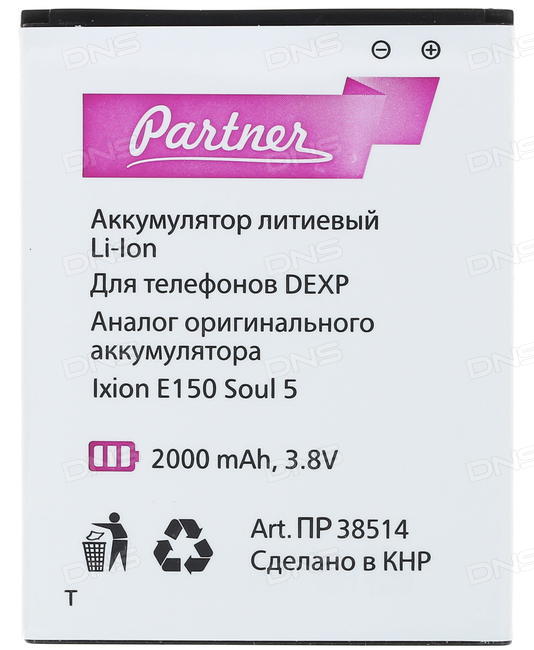 Partner
Аккумулятор литиевый
Li-Ion
Для телефонов DEXP
Аналог оригинального
аккумулятора
Ixion E150 Soul 5
2000 mAh, 3.8V
Art. ПР 38514
Сделано в КНР
T
DNS